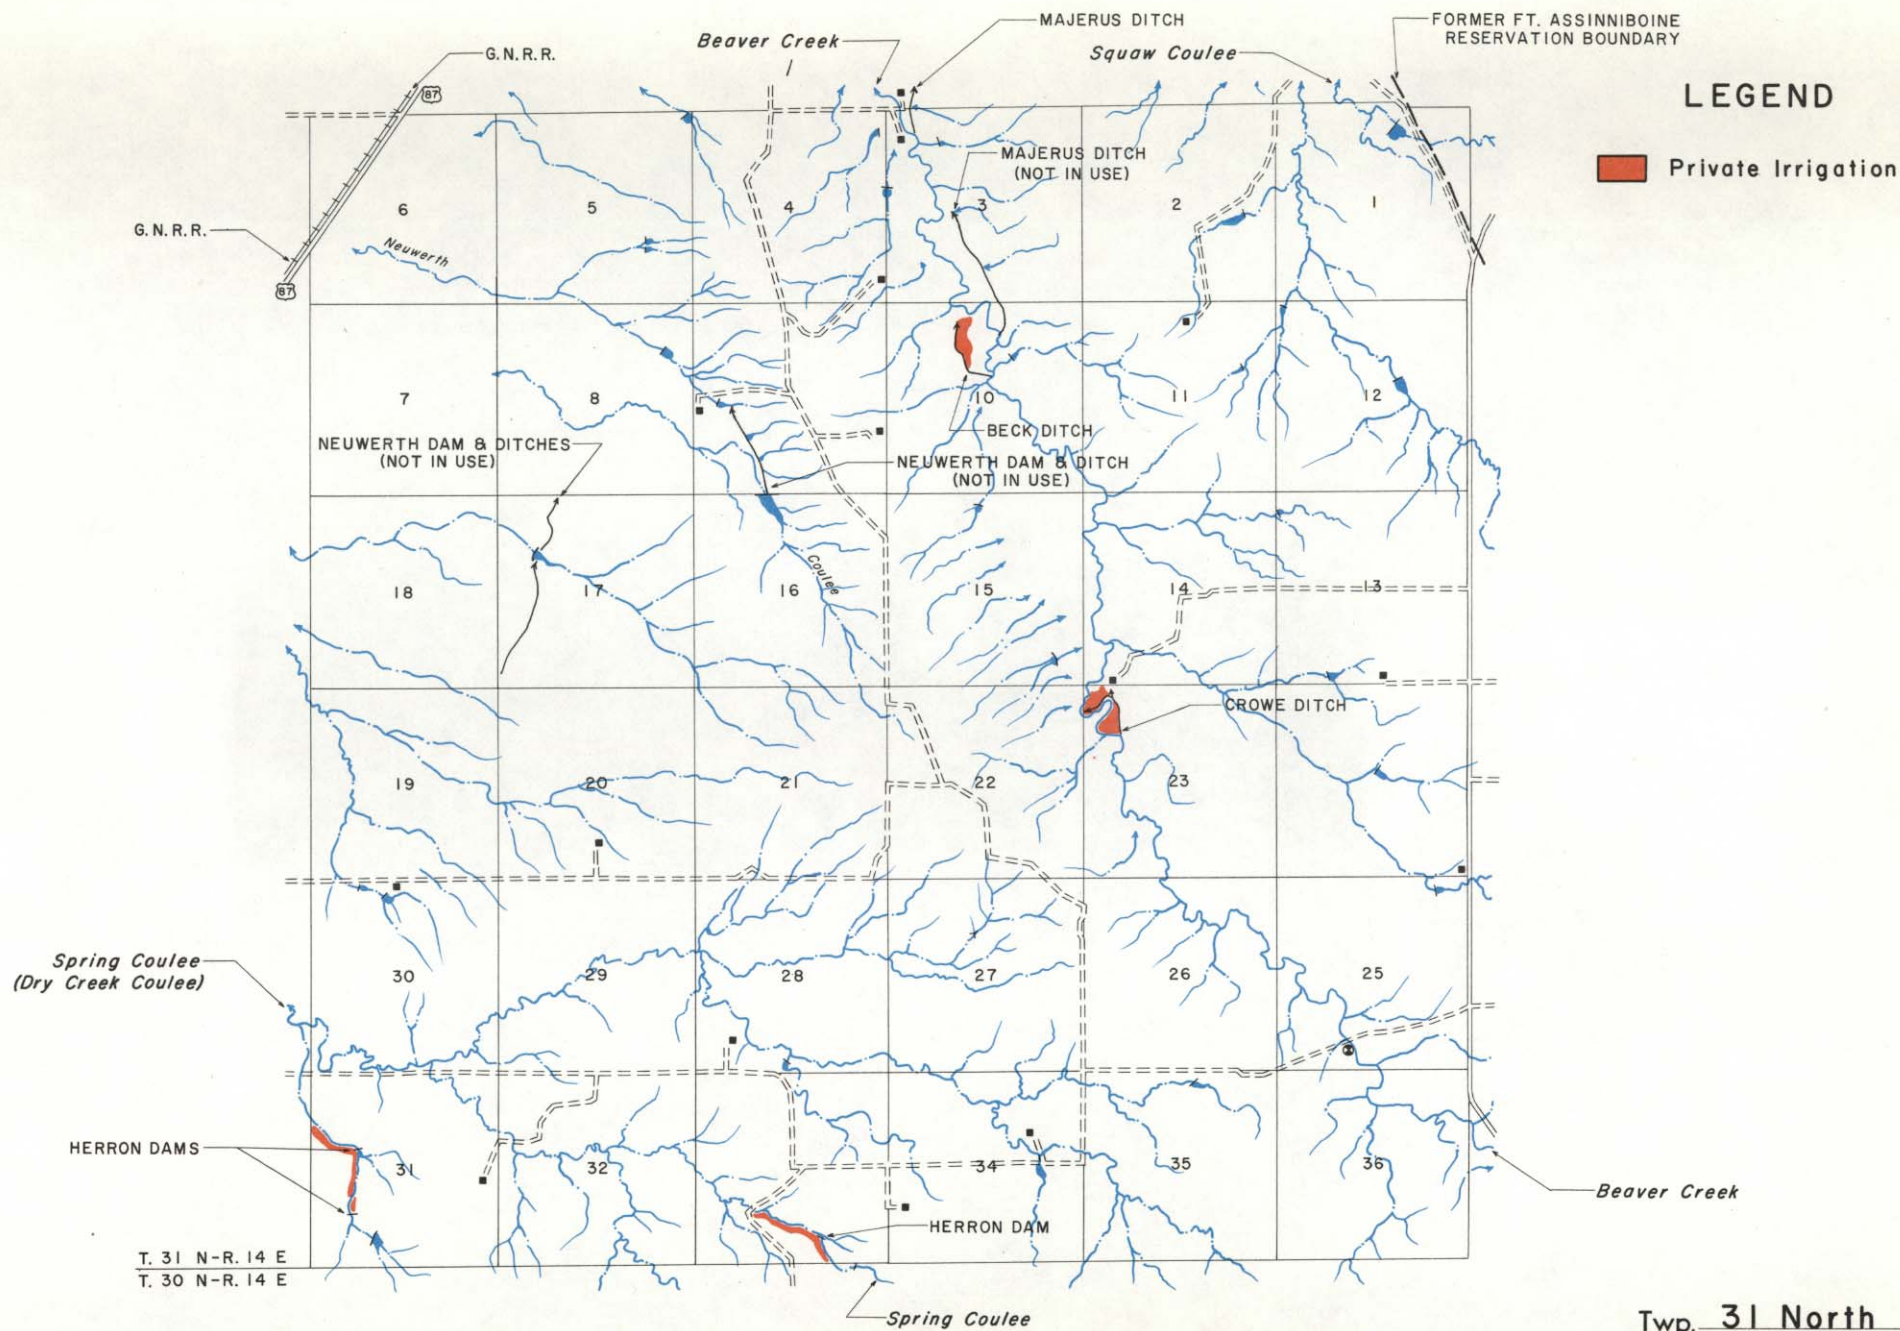 MAJERUS DITCH
FORMER FT. ASSINNIBOINE
RESERVATION BOUNDARY
Beaver Creek
Squaw Coulee
G.N.R.R.
87
LEGEND
Private Irrigation
MAJERUS DITCH
(NOT IN USE)
6
5
4
3
2
1
G.N.R.R.
Neuwerth
87
7
8
10
11
12
BECK DITCH
NEUWERTH DAM & DITCHES
(NOT IN USE)
NEUWERTH DAM & DITCH
(NOT IN USE)
Coulee
18
17
16
15
14
13
CROWE DITCH
19
20
21
22
23
Spring Coulee
(Dry Creek Coulee)
30
29
28
27
26
25
HERRON DAMS
31
32
34
35
36
Beaver Creek
HERRON DAM
T. 31 N-R. 14 E
T. 30 N-R. 14 E
Spring Coulee
Twp. 31 North